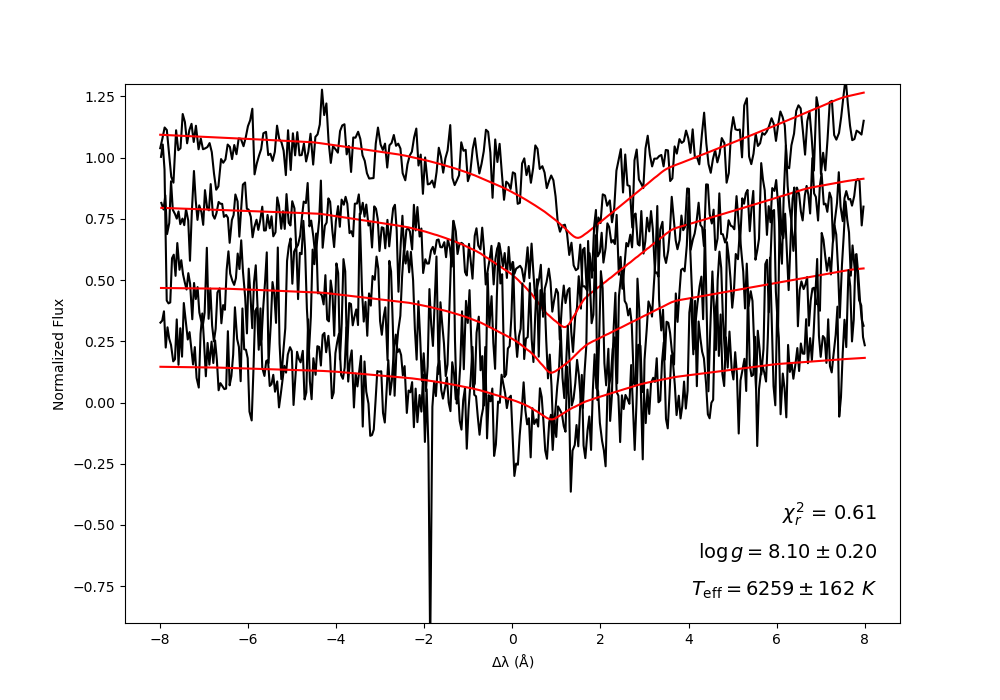 1.25
1.00
0.75
0.50
0.25
0.00
−0.25
−0.50
−0.75
Normalized Flux
χ²ᵣ = 0.61
log g = 8.10 ± 0.20
T_eff = 6259 ± 162 K
−8 −6 −4 −2 0 2 4 6 8
Δλ (Å)